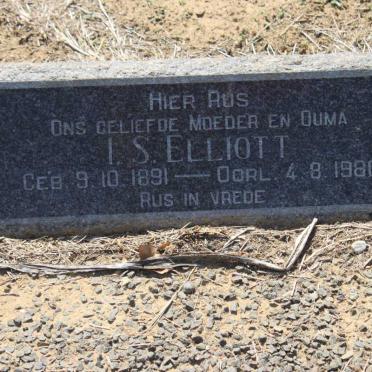 HIER RUS
ONS GELIEFDE MOEDER EN OUMA
I. S. ELLIOTT
GEB. 9. 10. 1891 — OORL. 4. 8. 1980
RUS IN VREDE